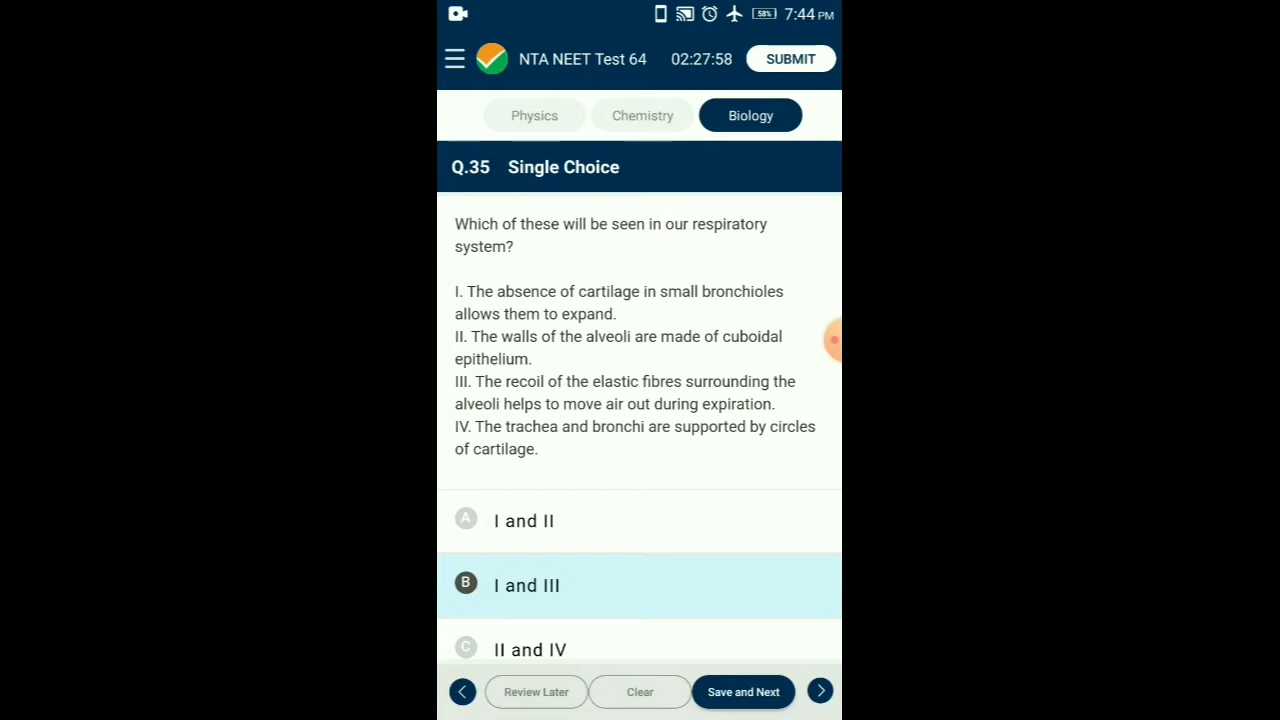 58% 7:44 PM
NTA NEET Test 64 02:27:58 SUBMIT
Physics Chemistry Biology
Q.35 Single Choice
Which of these will be seen in our respiratory
system?
I. The absence of cartilage in small bronchioles
allows them to expand.
II. The walls of the alveoli are made of cuboidal
epithelium.
III. The recoil of the elastic fibres surrounding the
alveoli helps to move air out during expiration.
IV. The trachea and bronchi are supported by circles
of cartilage.
A I and II
B I and III
C II and IV
Review Later Clear Save and Next